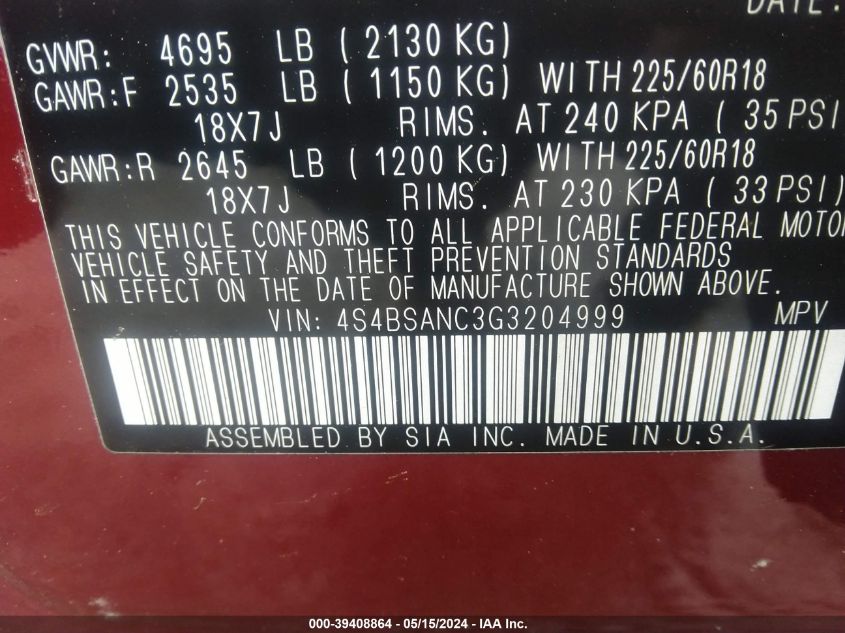 DATE:
GVWR: 4695 LB ( 2130 KG)
GAWR:F 2535 LB ( 1150 KG) WITH 225/60R18
18X7J RIMS. AT 240 KPA ( 35 PSI
GAWR:R 2645 LB ( 1200 KG) WITH 225/60R18
18X7J RIMS. AT 230 KPA ( 33 PSI)
THIS VEHICLE CONFORMS TO ALL APPLICABLE FEDERAL MOTOR
VEHICLE SAFETY AND THEFT PREVENTION STANDARDS
IN EFFECT ON THE DATE OF MANUFACTURE SHOWN ABOVE.
VIN: 4S4BSANC3G3204999 MPV
ASSEMBLED BY SIA INC. MADE IN U.S.A.
000-39408864 - 05/15/2024 - IAA Inc.